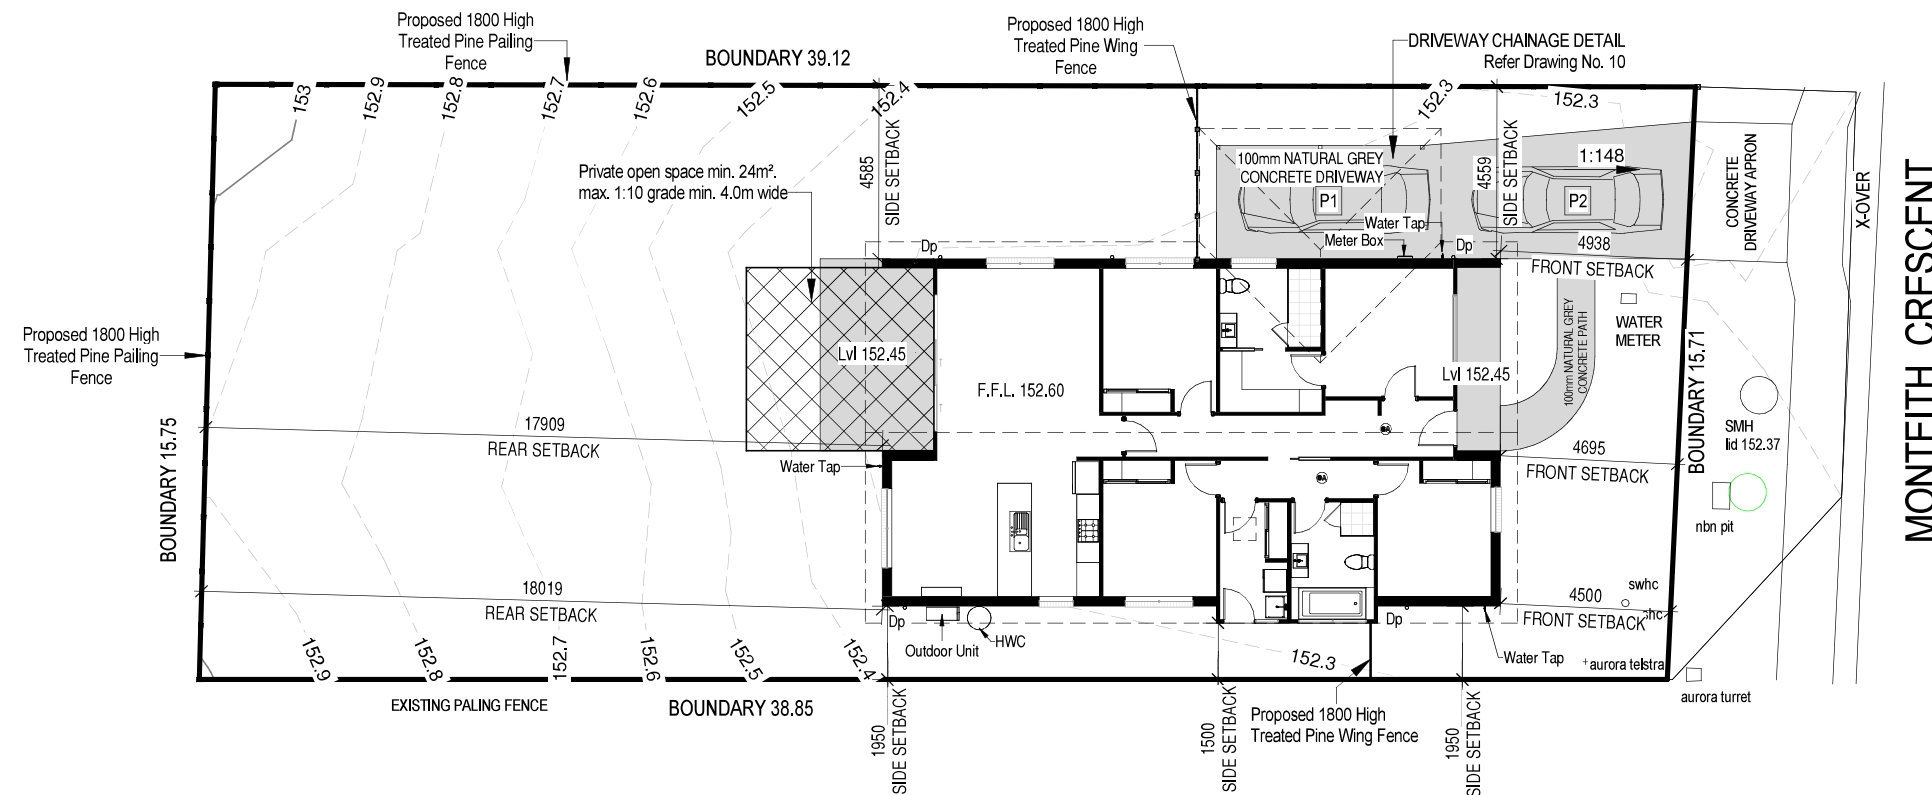 Proposed 1800 High
Treated Pine Pailing
Fence
BOUNDARY 39.12
Proposed 1800 High
Treated Pine Wing
Fence
DRIVEWAY CHAINAGE DETAIL
Refer Drawing No. 10
153
152.9
152.8
152.7
152.6
152.5
152.4
152.3
152.3
4585
SIDE SETBACK
Private open space min. 24m².
max. 1:10 grade min. 4.0m wide
100mm NATURAL GREY
CONCRETE DRIVEWAY
P1
4559
SIDE SETBACK
1:148
P2
CONCRETE
DRIVEWAY APRON
X-OVER
MONTEITH CRESCENT
Water Tap
Meter Box
Dp
Dp
4938
FRONT SETBACK
Proposed 1800 High
Treated Pine Pailing
Fence
Lvl 152.45
F.F.L. 152.60
Lvl 152.45
100mm NATURAL GREY
CONCRETE PATH
WATER
METER
BOUNDARY 15.71
SMH
lid 152.37
17909
REAR SETBACK
Water Tap
4695
FRONT SETBACK
BOUNDARY 15.75
nbn pit
18019
REAR SETBACK
swhc
4500
FRONT SETBACK
Dp
Outdoor Unit
HWC
Dp
Water Tap
aurora telstra
aurora turret
152.9
152.8
152.7
152.6
152.5
152.4
152.3
EXISTING PALING FENCE
BOUNDARY 38.85
1950
SIDE SETBACK
1500
SIDE SETBACK
Proposed 1800 High
Treated Pine Wing Fence
1950
SIDE SETBACK